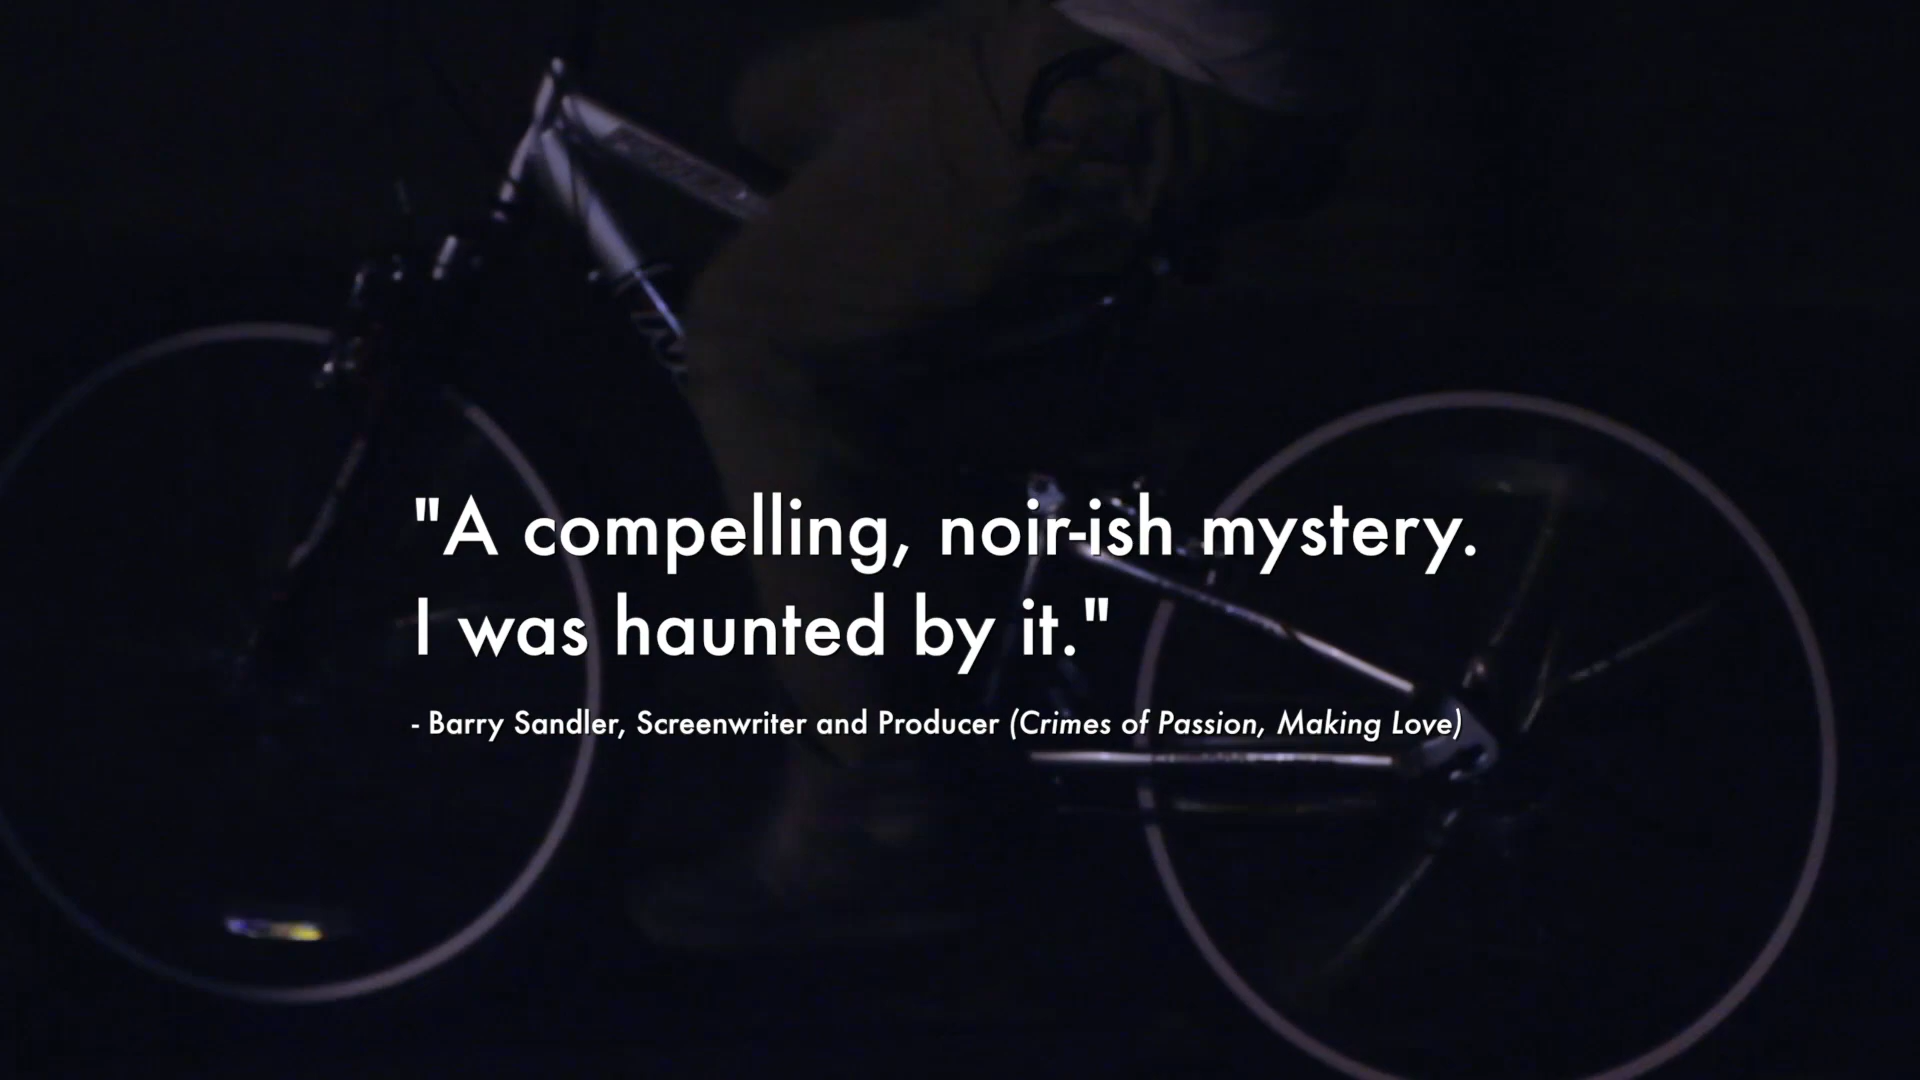 "A compelling, noir-ish mystery.
I was haunted by it."
- Barry Sandler, Screenwriter and Producer (Crimes of Passion, Making Love)